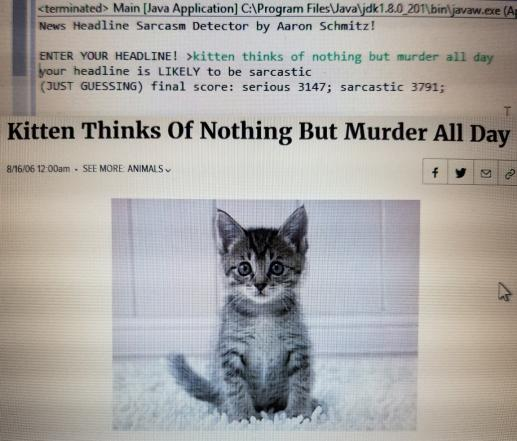 <terminated> Main [Java Application] C:\Program Files\Java\jdk1.8.0_201\bin\javaw.exe (Ap
News Headline Sarcasm Detector by Aaron Schmitz!
ENTER YOUR HEADLINE! >kitten thinks of nothing but murder all day
your headline is LIKELY to be sarcastic
(JUST GUESSING) final score: serious 3147; sarcastic 3791;
Kitten Thinks Of Nothing But Murder All Day
8/16/06 12:00am • SEE MORE: ANIMALS